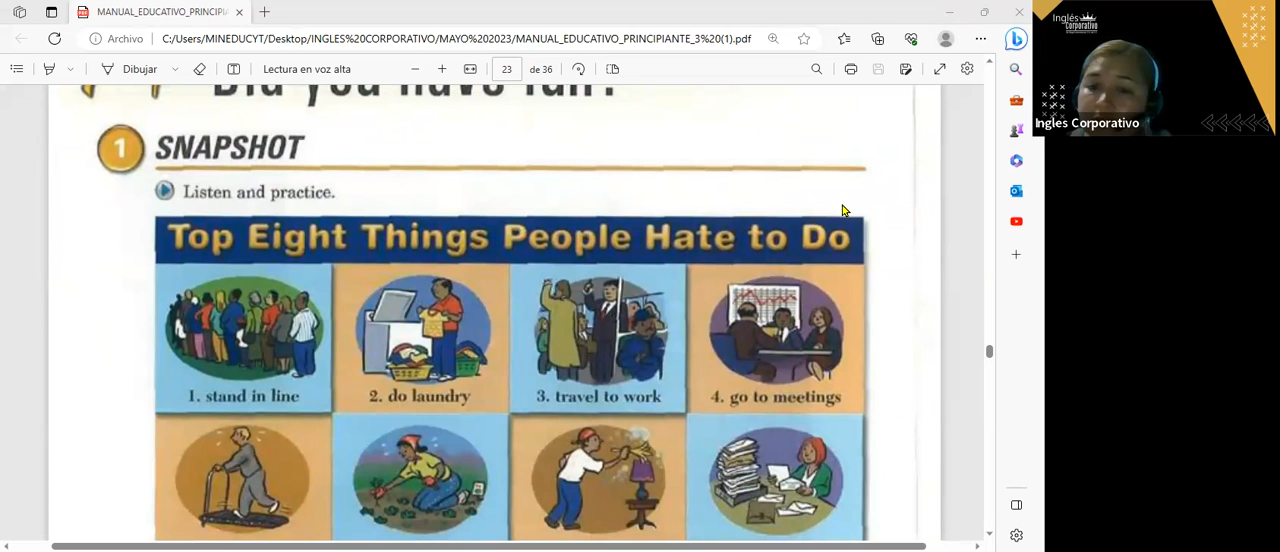 MANUAL_EDUCATIVO_PRINCIPI
Archivo
C:/Users/MINEDUCYT/Desktop/INGLES%20CORPORATIVO/MAYO%202023/MANUAL_EDUCATIVO_PRINCIPIANTE_3%20(1).pdf
Dibujar
Lectura en voz alta
23
de 36
Inglés
Corporativo
Ingles Corporativo
Did you have fun?
1 SNAPSHOT
Listen and practice.
Top Eight Things People Hate to Do
1. stand in line
2. do laundry
3. travel to work
4. go to meetings